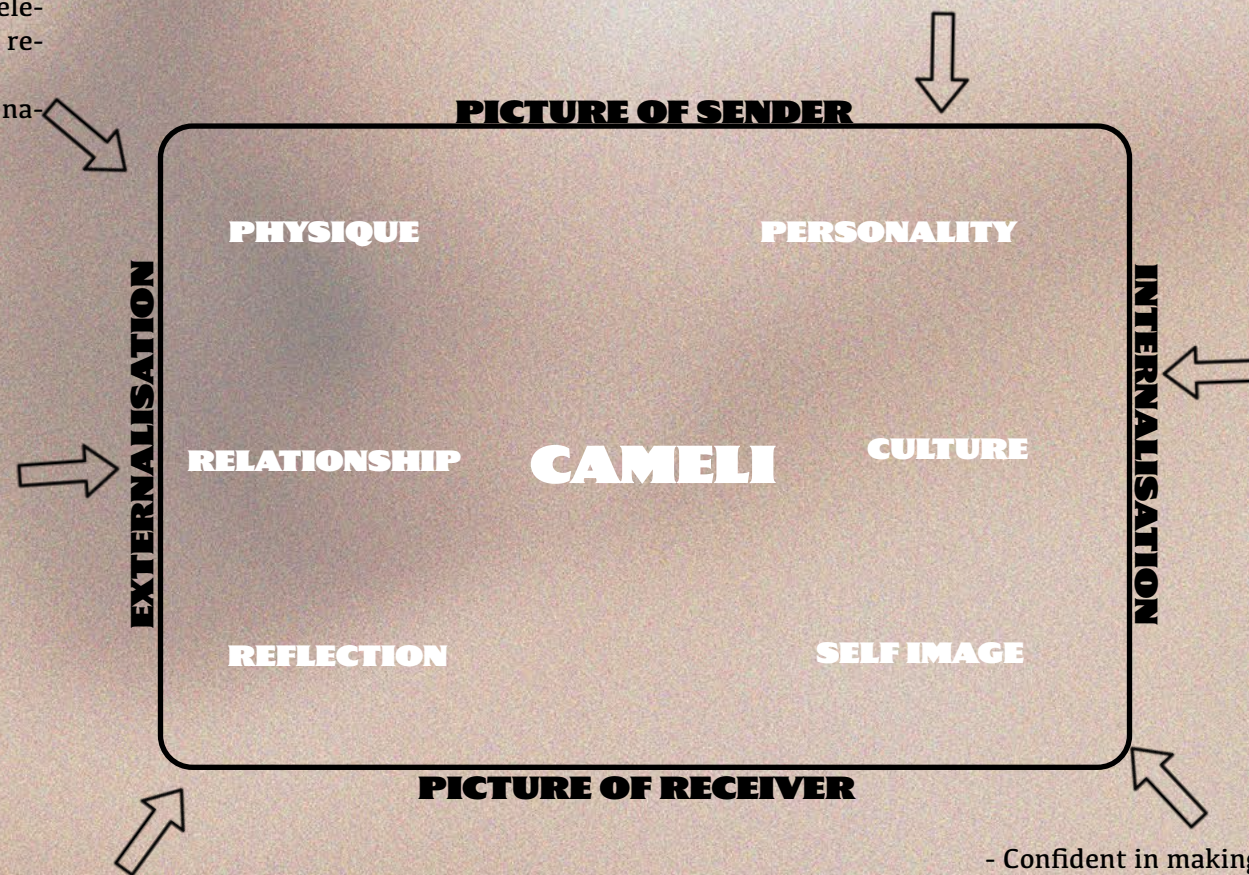 re-
PICTURE OF SENDER
PHYSIQUE
PERSONALITY
EXTERNALISATION
INTERNALISATION
RELATIONSHIP
CAMELI
CULTURE
REFLECTION
SELF IMAGE
PICTURE OF RECEIVER
- Confident in making